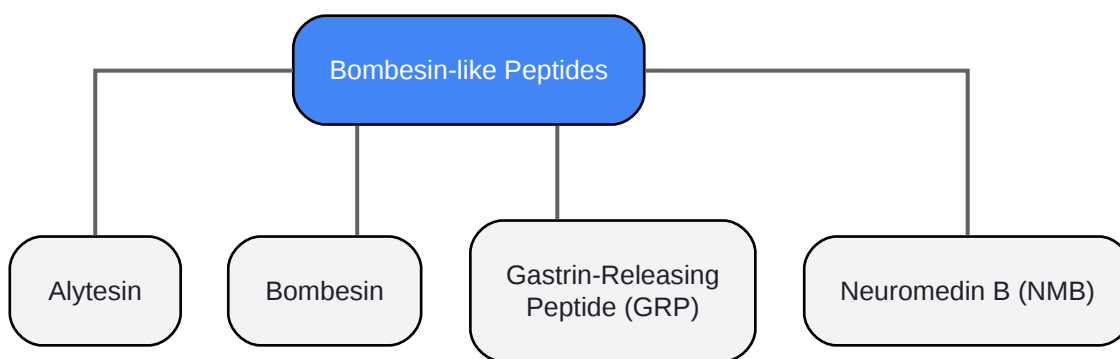 Bombesin-like Peptides
Alytesin
Bombesin
Gastrin-Releasing
Peptide (GRP)
Neuromedin B (NMB)